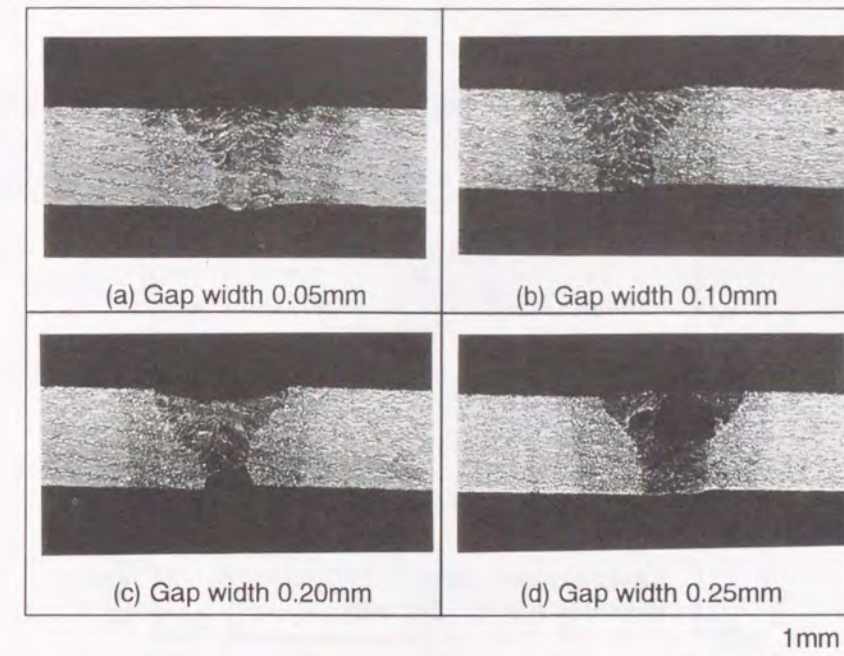 (a) Gap width 0.05mm
(b) Gap width 0.10mm
(c) Gap width 0.20mm
(d) Gap width 0.25mm
1mm